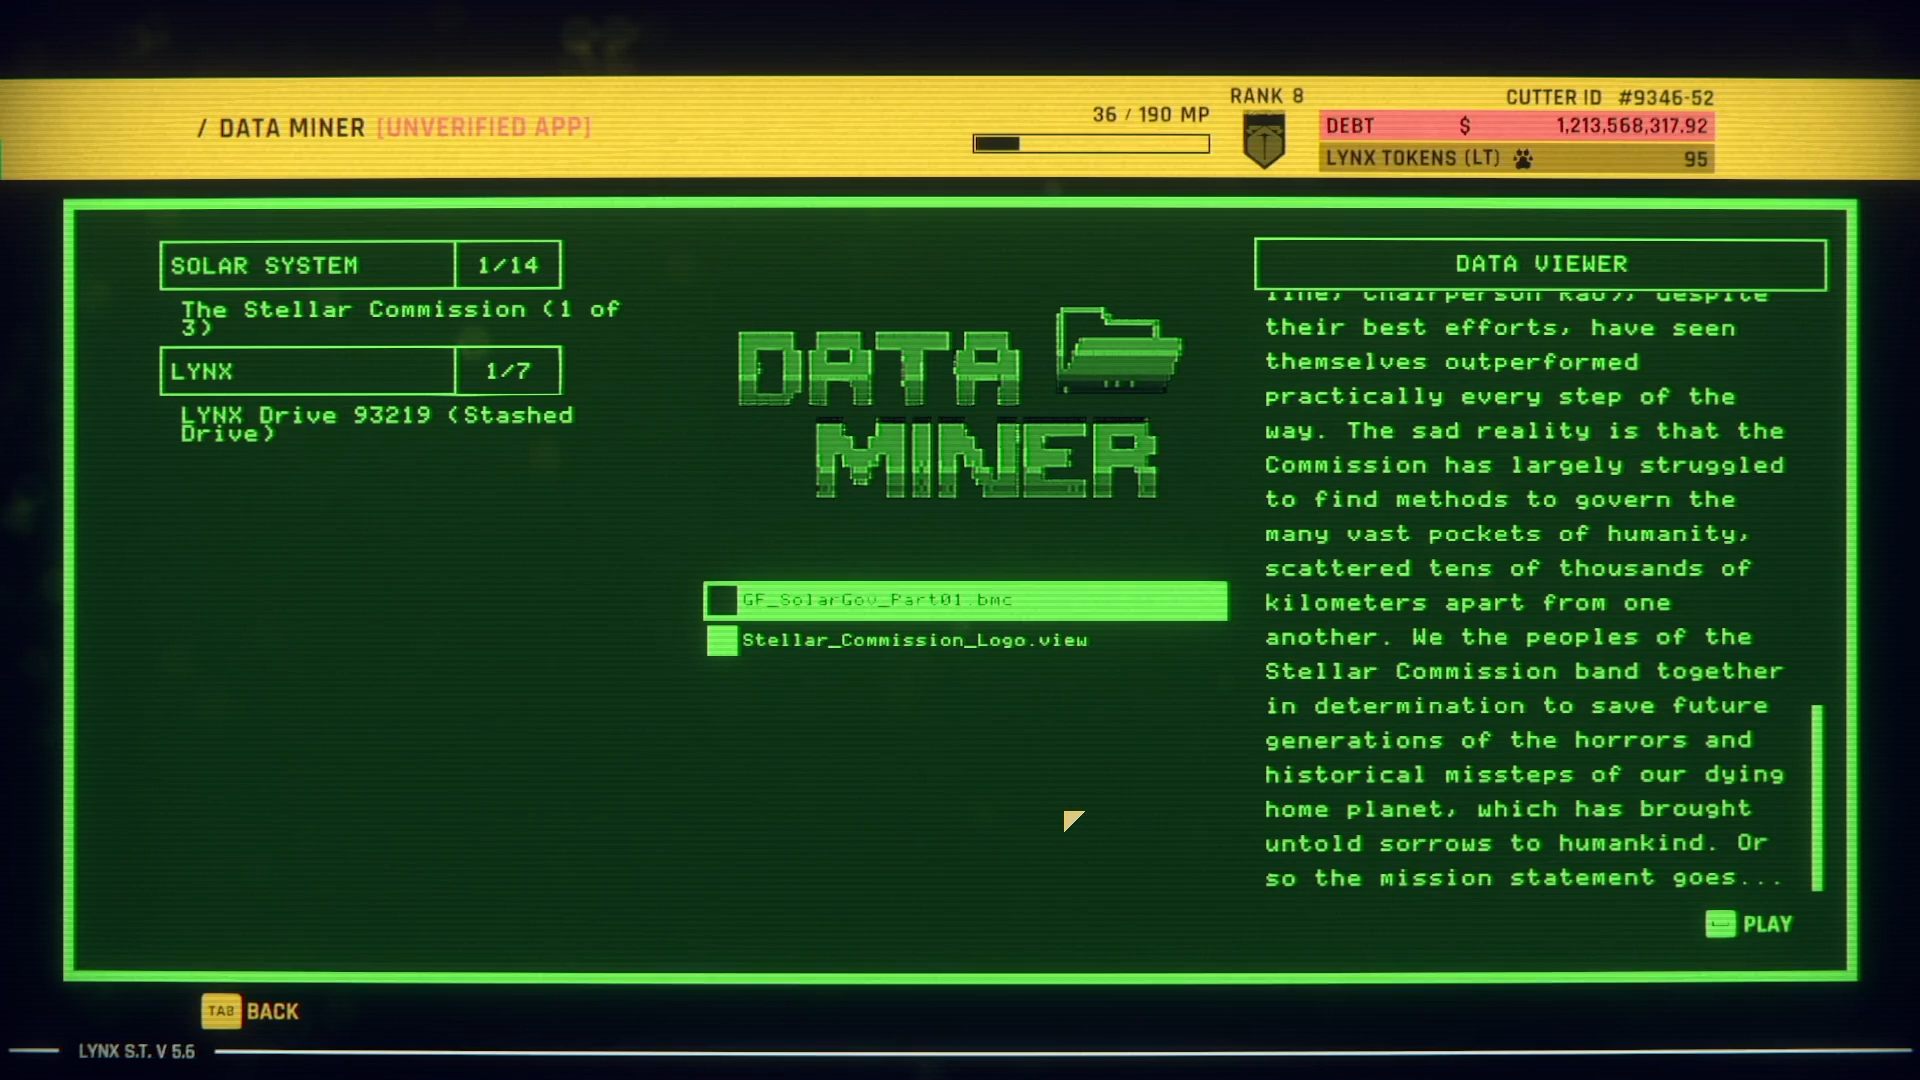 / DATA MINER [UNVERIFIED APP]
36 / 190 MP
RANK 8
CUTTER ID #9346-52
DEBT $ 1,213,568,317.92
LYNX TOKENS (LT) 95
SOLAR SYSTEM 1/14
The Stellar Commission (1 of
3)
LYNX 1/7
LYNX Drive 93219 (Stashed
Drive)
DATA
MINER
GF_SolarGov_Part01.bmc
Stellar_Commission_Logo.view
DATA VIEWER
fine, Chairperson Rao), despite
their best efforts, have seen
themselves outperformed
practically every step of the
way. The sad reality is that the
Commission has largely struggled
to find methods to govern the
many vast pockets of humanity,
scattered tens of thousands of
kilometers apart from one
another. We the peoples of the
Stellar Commission band together
in determination to save future
generations of the horrors and
historical missteps of our dying
home planet, which has brought
untold sorrows to humankind. Or
so the mission statement goes...
PLAY
TAB BACK
LYNX S.T. V 5.6